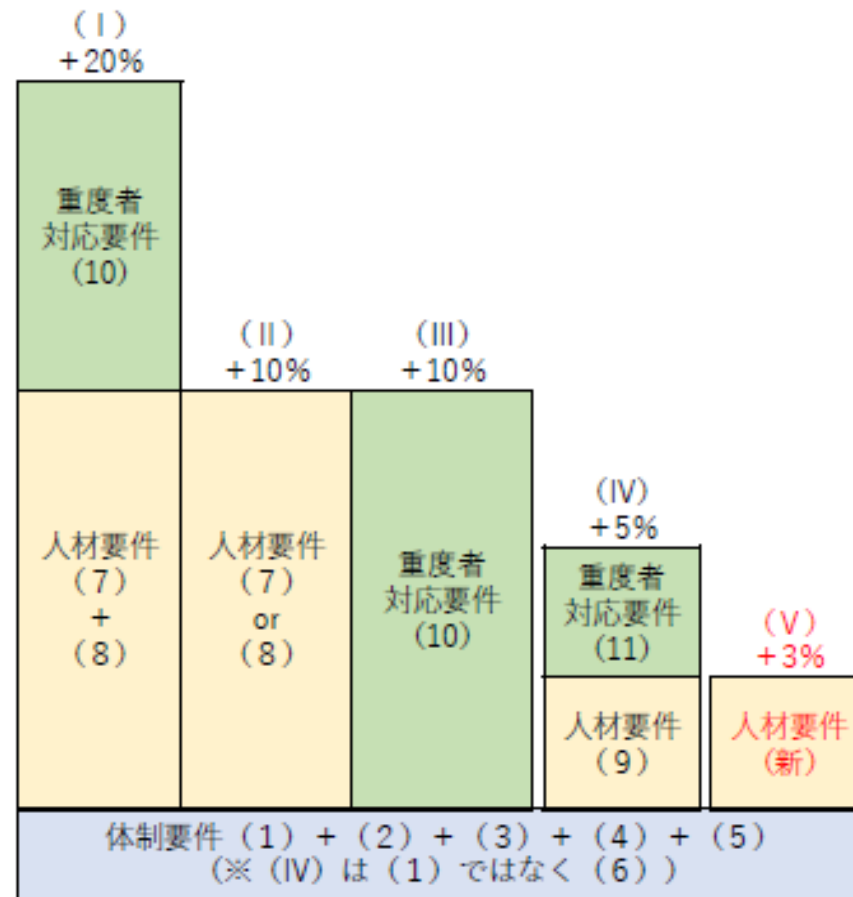 （Ⅰ）
+20%
重度者
対応要件
（10）
人材要件
（7）
+
（8）
（Ⅱ）
+10%
人材要件
（7）
or
（8）
（Ⅲ）
+10%
重度者
対応要件
（10）
（Ⅳ）
+5%
重度者
対応要件
（11）
人材要件
（9）
（Ⅴ）
+3%
人材要件
（新）
体制要件（1）+（2）+（3）+（4）+（5）
（※（Ⅳ）は（1）ではなく（6））